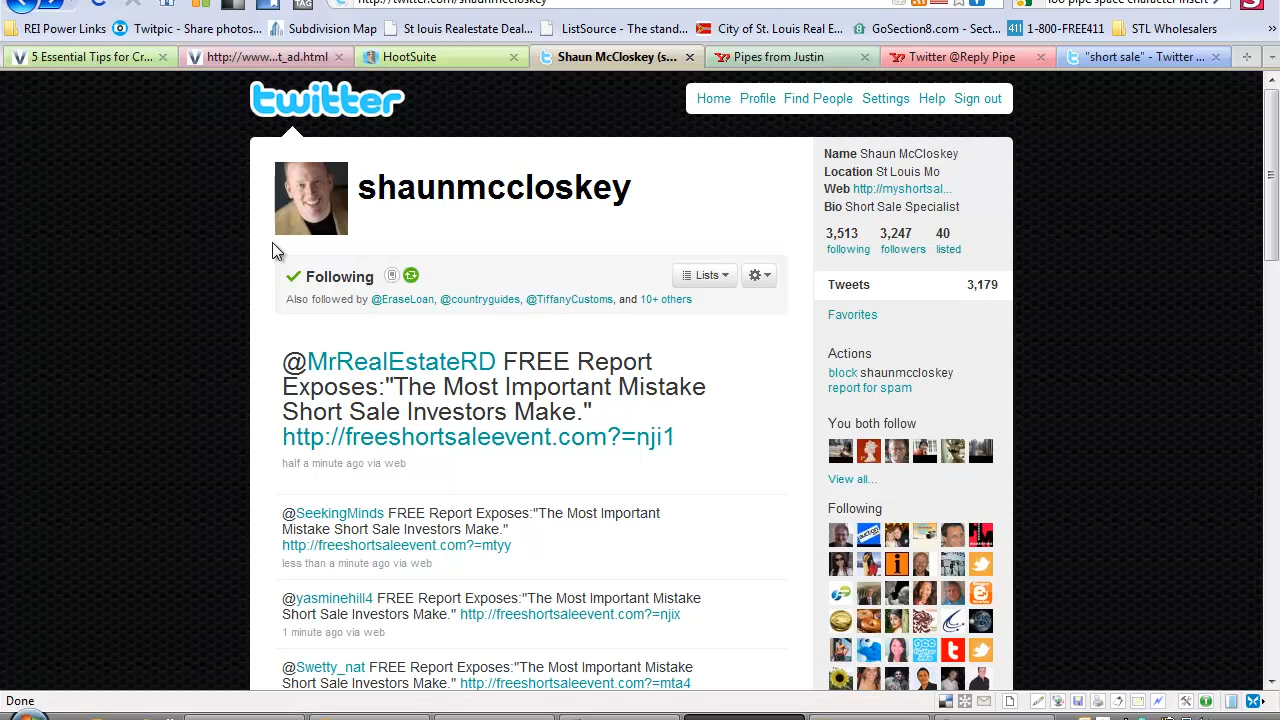 http://twitter.com/shaunmccloskey
REI Power Links
Twitpic - Share photos...
Subdivision Map
St louis Realestate Deal...
ListSource - The stand...
City of St. Louis Real E...
GoSection8.com - Sect...
411 1-800-FREE411
STL Wholesalers
5 Essential Tips for Cr...
http://www...t_ad.html
HootSuite
Shaun McCloskey (s...
Pipes from Justin
Twitter @Reply Pipe
"short sale" - Twitter ...
twitter
Home Profile Find People Settings Help Sign out
shaunmccloskey
Following
Lists
Also followed by @EraseLoan, @countryguides, @TiffanyCustoms, and 10+ others
@MrRealEstateRD FREE Report
Exposes:"The Most Important Mistake
Short Sale Investors Make."
http://freeshortsaleevent.com?=nji1
half a minute ago via web
@SeekingMinds FREE Report Exposes:"The Most Important
Mistake Short Sale Investors Make."
http://freeshortsaleevent.com?=mtyy
less than a minute ago via web
@yasminehill4 FREE Report Exposes:"The Most Important Mistake
Short Sale Investors Make." http://freeshortsaleevent.com?=njix
1 minute ago via web
@Swetty_nat FREE Report Exposes:"The Most Important Mistake
Short Sale Investors Make." http://freeshortsaleevent.com?=mta4
Name Shaun McCloskey
Location St Louis Mo
Web http://myshortsal...
Bio Short Sale Specialist
3,513 3,247 40
following followers listed
Tweets 3,179
Favorites
Actions
block shaunmccloskey
report for spam
You both follow
View all...
Following
Done